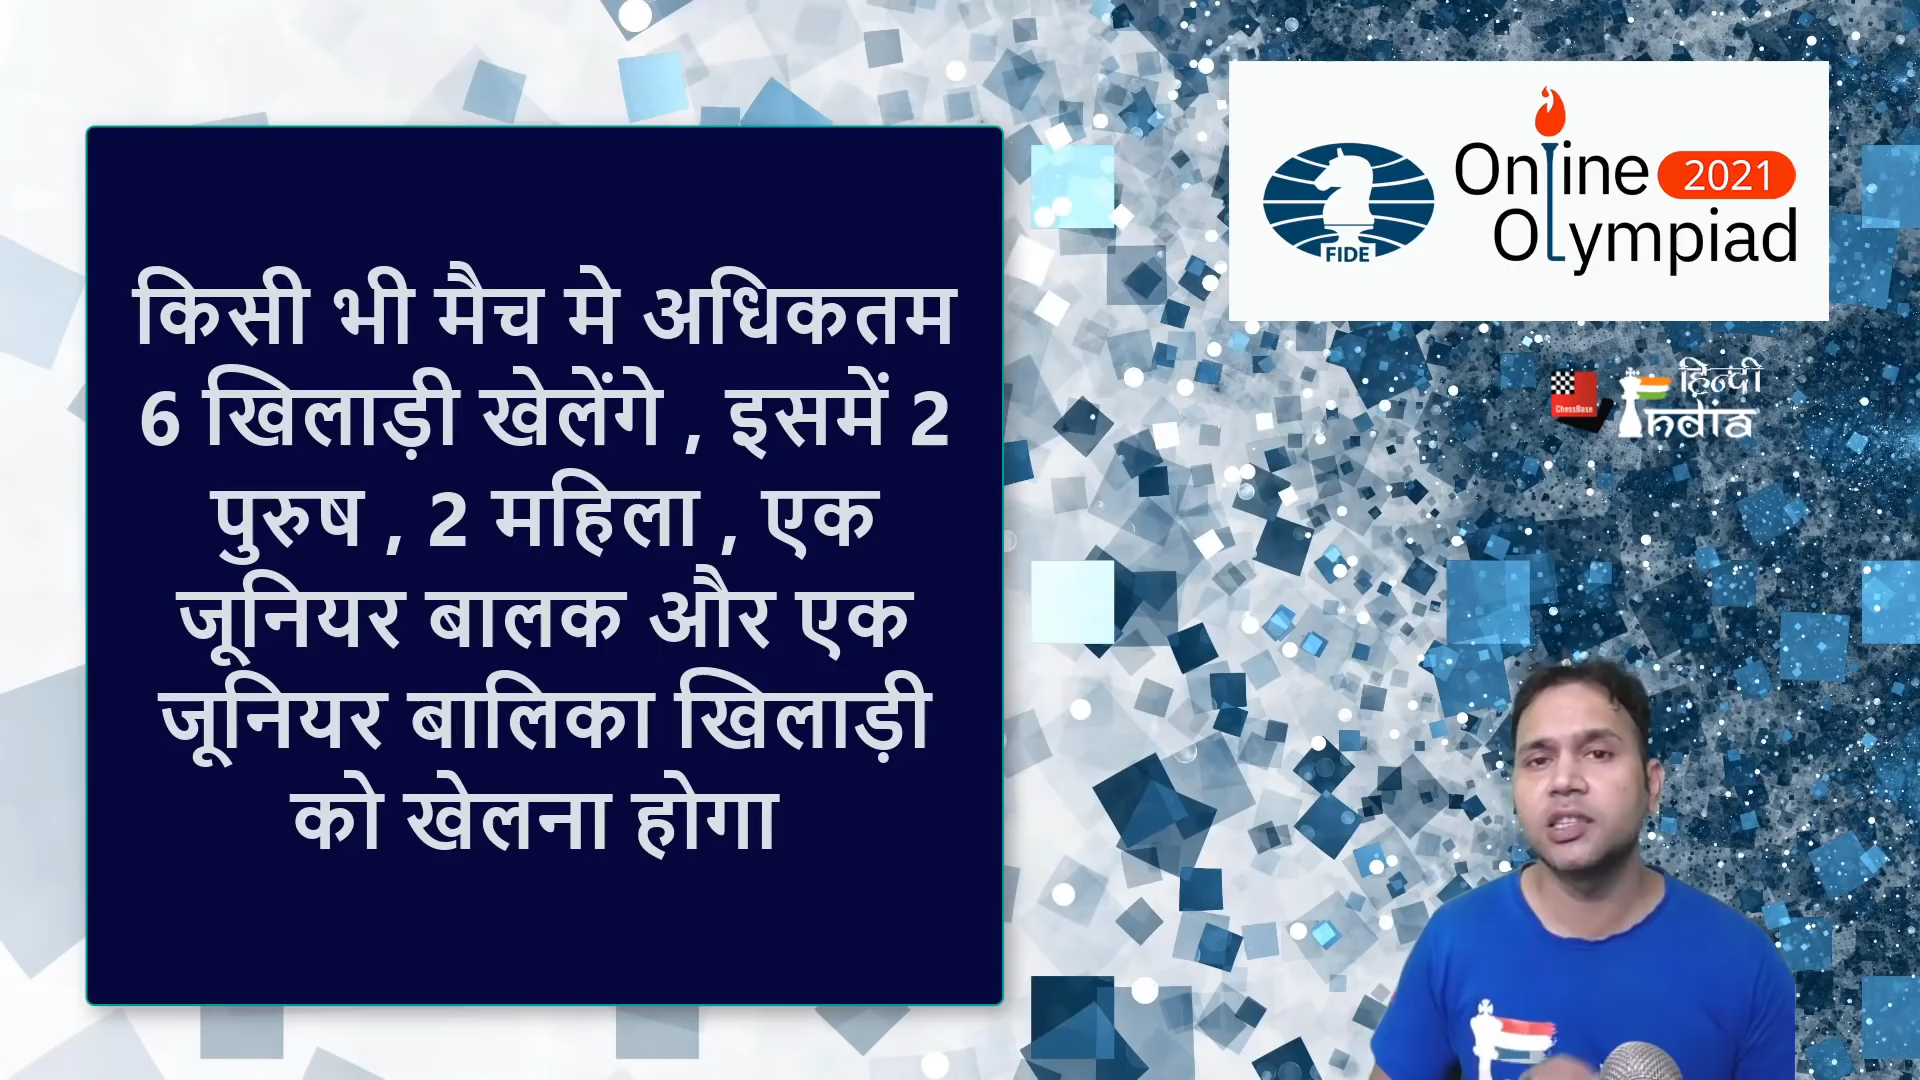 किसी भी मैच मे अधिकतम
6 खिलाड़ी खेलेंगे , इसमें 2
पुरुष , 2 महिला , एक
जूनियर बालक और एक
जूनियर बालिका खिलाड़ी
को खेलना होगा
Online 2021
Olympiad
FIDE
ChessBase
हिन्दी
India